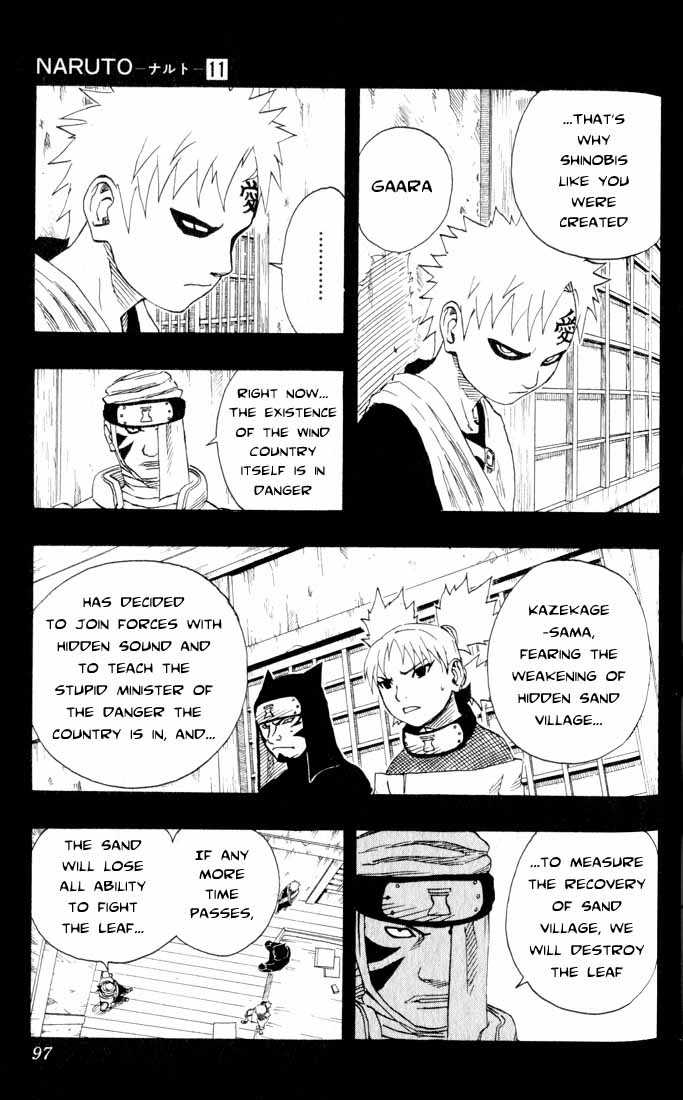 NARUTO—ナルト—11
...THAT'S
WHY
SHINOBIS
LIKE YOU
WERE
CREATED
GAARA
愛
..........
愛
RIGHT NOW...
THE EXISTENCE
OF THE WIND
COUNTRY
ITSELF IS IN
DANGER
KAZEKAGE
-SAMA,
FEARING THE
WEAKENING OF
HIDDEN SAND
VILLAGE...
HAS DECIDED
TO JOIN FORCES WITH
HIDDEN SOUND AND
TO TEACH THE
STUPID MINISTER OF
THE DANGER THE
COUNTRY IS IN, AND...
...TO MEASURE
THE RECOVERY
OF SAND
VILLAGE, WE
WILL DESTROY
THE LEAF
IF ANY
MORE
TIME
PASSES,
THE SAND
WILL LOSE
ALL ABILITY
TO FIGHT
THE LEAF...
97